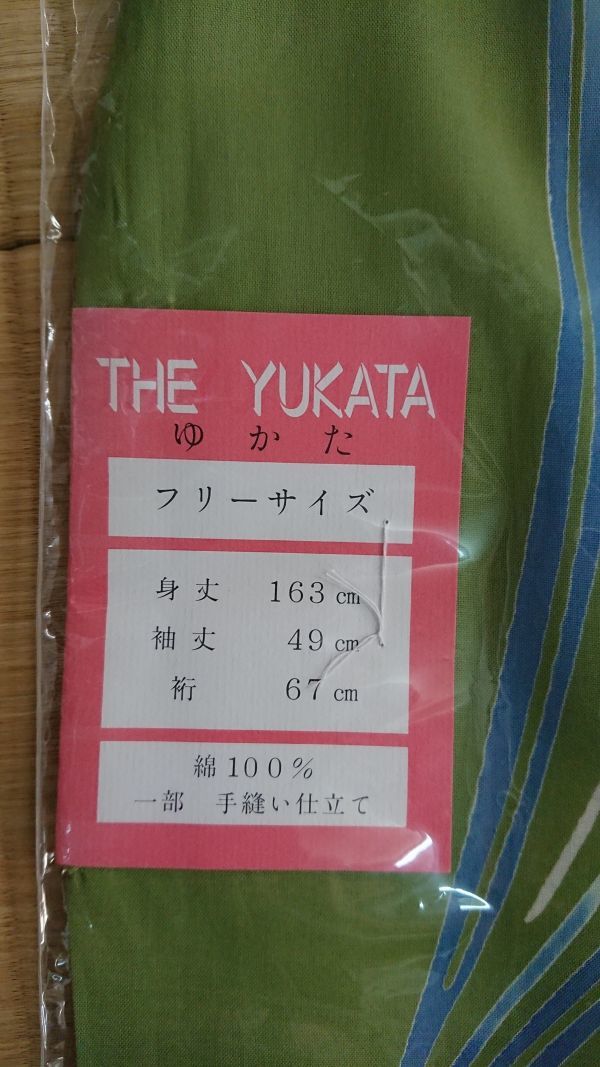 THE YUKATA
ゆかた
フリーサイズ
身丈 163cm
袖丈 49cm
裄 67cm
綿100%
一部 手縫い仕立て